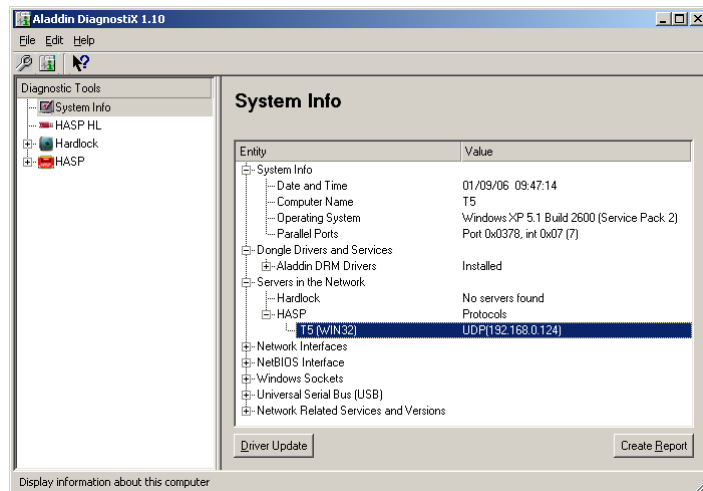 Aladdin DiagnostiX 1.10
File Edit Help
Diagnostic Tools
System Info
HASP HL
Hardlock
HASP
System Info
Entity Value
System Info
Date and Time 01/09/06 09:47:14
Computer Name T5
Operating System Windows XP 5.1 Build 2600 (Service Pack 2)
Parallel Ports Port 0x0378, int 0x07 (7)
Dongle Drivers and Services
Aladdin DRM Drivers Installed
Servers in the Network
Hardlock No servers found
HASP Protocols
T5 (WIN32) UDP(192.168.0.124)
Network Interfaces
NetBIOS Interface
Windows Sockets
Universal Serial Bus (USB)
Network Related Services and Versions
Driver Update Create Report
Display information about this computer